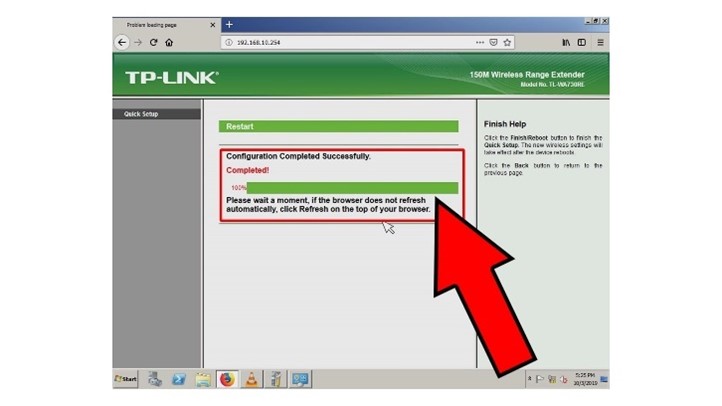 Problem loading page
192.168.10.254
TP-LINK
150M Wireless Range Extender
Model No. TL-WA730RE
Quick Setup
Restart
Configuration Completed Successfully.
Completed!
100%
Please wait a moment, if the browser does not refresh
automatically, click Refresh on the top of your browser.
Finish Help
Click the Finish/Reboot button to finish the
Quick Setup. The new wireless settings will
take effect after the device reboots.
Click the Back button to return to the
previous page.
Start
5:25 PM
10/3/2019